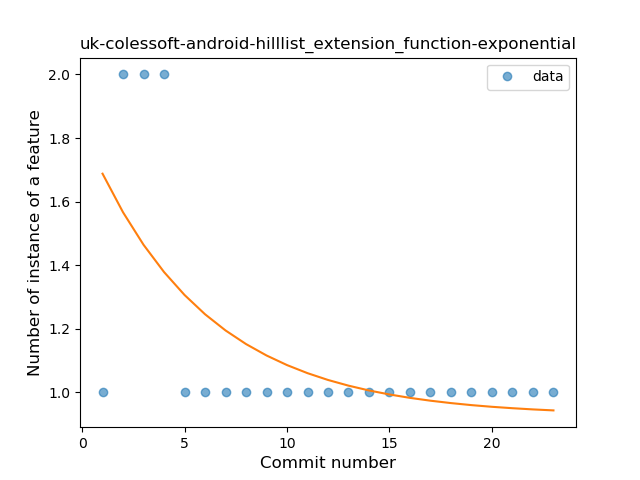 uk-colessoft-android-hilllist_extension_function-exponential
data
Number of instance of a feature
2.0
1.8
1.6
1.4
1.2
1.0
0
5
10
15
20
Commit number